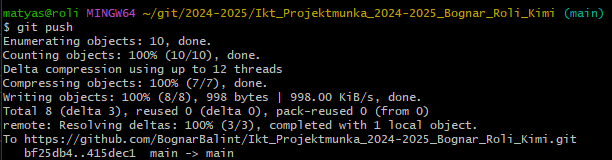 matyas@roli MINGW64 ~/git/2024-2025/Ikt_Projektmunka_2024-2025_Bognar_Roli_Kimi (main)
$ git push
Enumerating objects: 10, done.
Counting objects: 100% (10/10), done.
Delta compression using up to 12 threads
Compressing objects: 100% (7/7), done.
Writing objects: 100% (8/8), 998 bytes | 998.00 KiB/s, done.
Total 8 (delta 3), reused 0 (delta 0), pack-reused 0 (from 0)
remote: Resolving deltas: 100% (3/3), completed with 1 local object.
To https://github.com/BognarBalint/Ikt_Projektmunka_2024-2025_Bognar_Roli_Kimi.git
   bf25db4..415dec1  main -> main